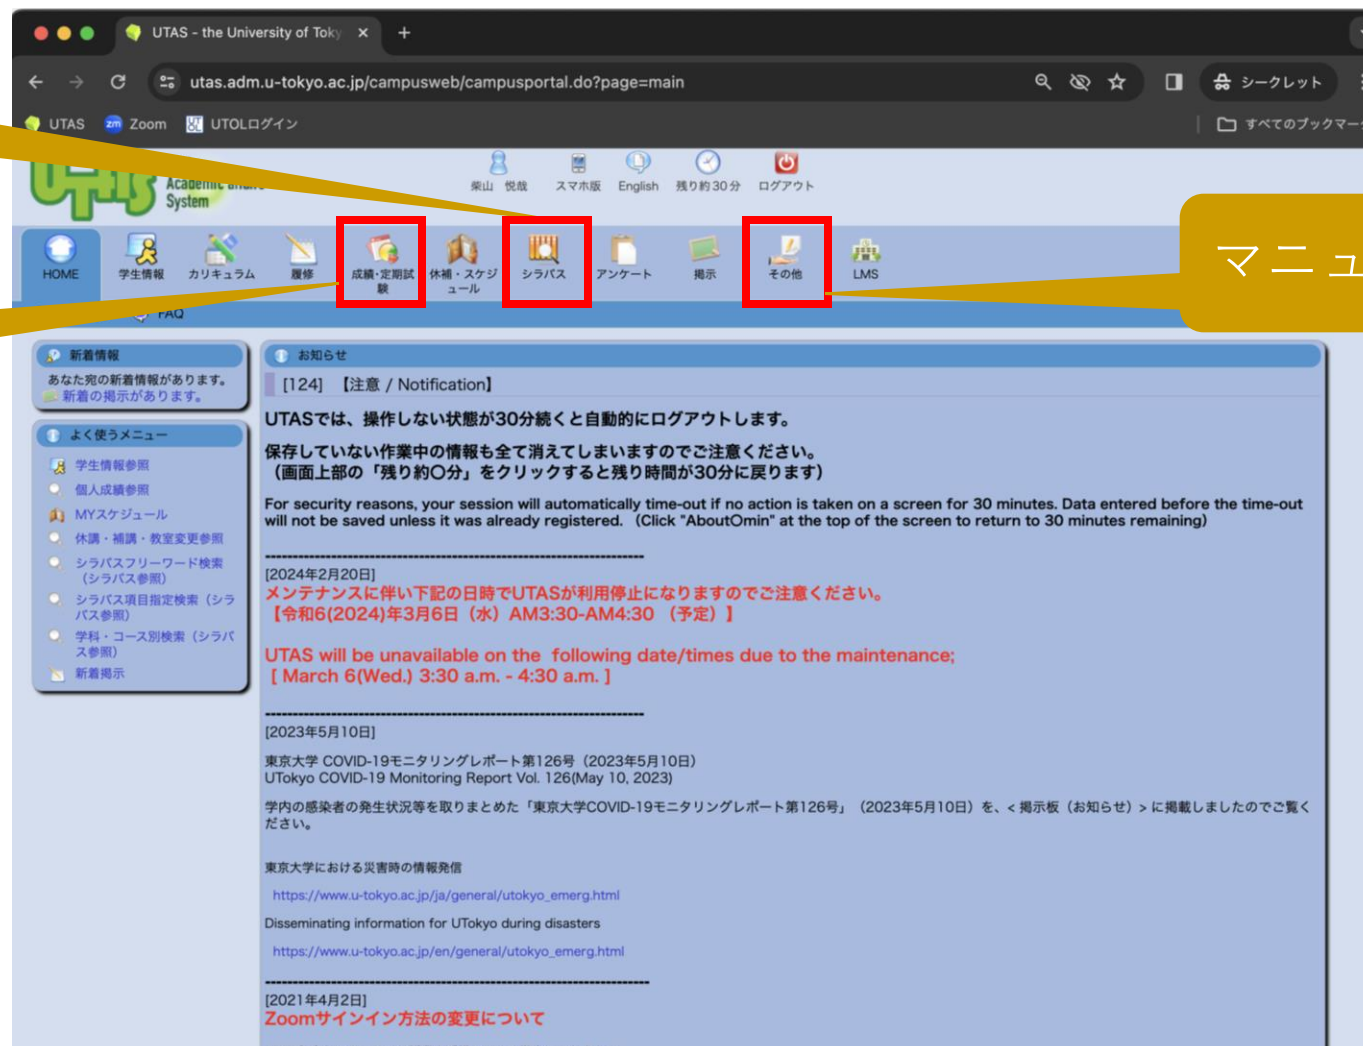 UTAS - the University of Toky
utas.adm.u-tokyo.ac.jp/campusweb/campusportal.do?page=main
シークレット
UTAS
Zoom
UTOLログイン
すべてのブックマー
UTAS
Academic
System
柴山 悦哉
スマホ版
English
残り約30分
ログアウト
マニュ
HOME
学生情報
カリキュラム
履修
成績・定期試験
休補・スケジュール
シラバス
アンケート
掲示
その他
LMS
FAQ
新着情報
あなた宛の新着情報があります。
新着の掲示があります。
よく使うメニュー
学生情報参照
個人成績参照
MYスケジュール
休講・補講・教室変更参照
シラバスフリーワード検索
(シラバス参照)
シラバス項目指定検索(シラ
バス参照)
学科・コース別検索(シラバ
ス参照)
新着掲示
お知らせ
[124] 【注意 / Notification】
UTASでは、操作しない状態が30分続くと自動的にログアウトします。
保存していない作業中の情報も全て消えてしまいますのでご注意ください。
(画面上部の「残り約〇分」をクリックすると残り時間が30分に戻ります)
For security reasons, your session will automatically time-out if no action is taken on a screen for 30 minutes. Data entered before the time-out
will not be saved unless it was already registered. (Click "About〇min" at the top of the screen to return to 30 minutes remaining)
----------------------------------------------------------------------
[2024年2月20日]
メンテナンスに伴い下記の日時でUTASが利用停止になりますのでご注意ください。
【令和6(2024)年3月6日(水)AM3:30-AM4:30 (予定)】
UTAS will be unavailable on the following date/times due to the maintenance;
[ March 6(Wed.) 3:30 a.m. - 4:30 a.m. ]
----------------------------------------------------------------------
[2023年5月10日]
東京大学 COVID-19モニタリングレポート第126号(2023年5月10日)
UTokyo COVID-19 Monitoring Report Vol. 126(May 10, 2023)
学内の感染者の発生状況等を取りまとめた「東京大学COVID-19モニタリングレポート第126号」(2023年5月10日)を、<掲示板(お知らせ)>に掲載しましたのでご覧く
ださい。
東京大学における災害時の情報発信
https://www.u-tokyo.ac.jp/ja/general/utokyo_emerg.html
Disseminating information for UTokyo during disasters
https://www.u-tokyo.ac.jp/en/general/utokyo_emerg.html
-----------------------------------------------------------------------
[2021年4月2日]
Zoomサインイン方法の変更について